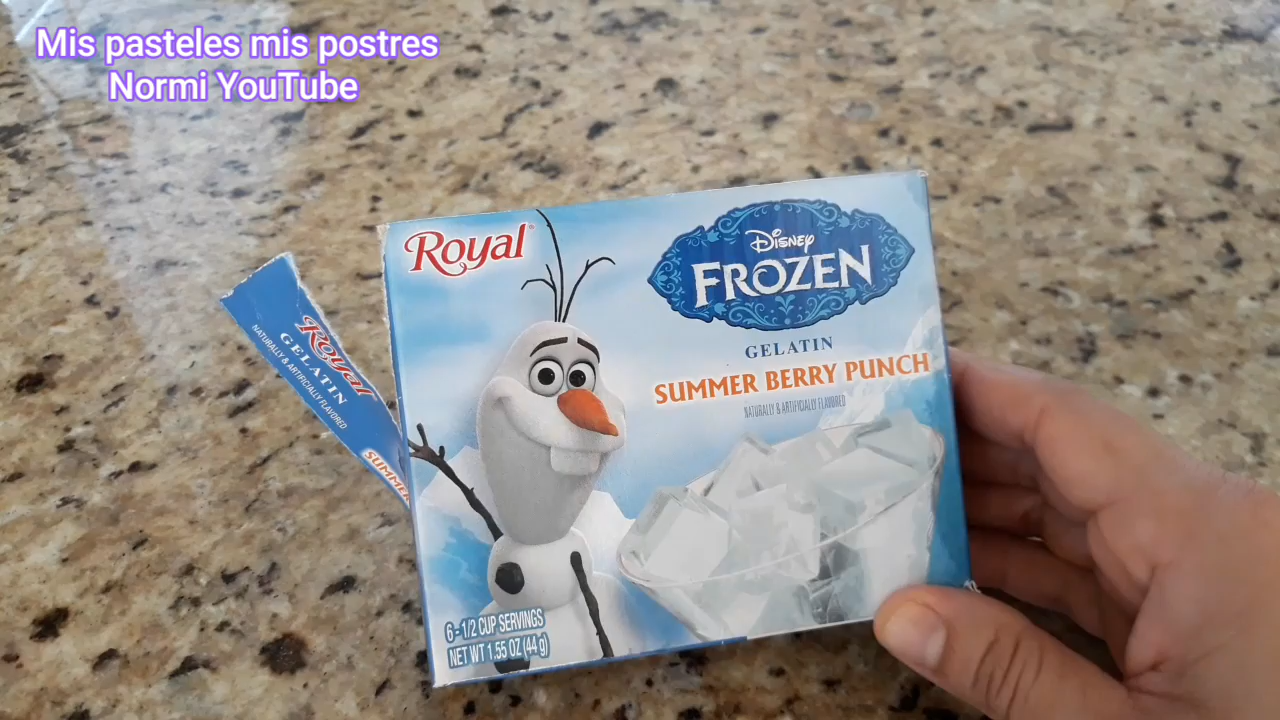 Mis pasteles mis postres
Normi YouTube
Royal®
DISNEY
FROZEN
GELATIN
SUMMER BERRY PUNCH
NATURALLY & ARTIFICIALLY FLAVORED
6 - 1/2 CUP SERVINGS
NET WT 1.55 OZ (44 g)
Royal
GELATIN
NATURALLY & ARTIFICIALLY FLAVORED
SUMMER